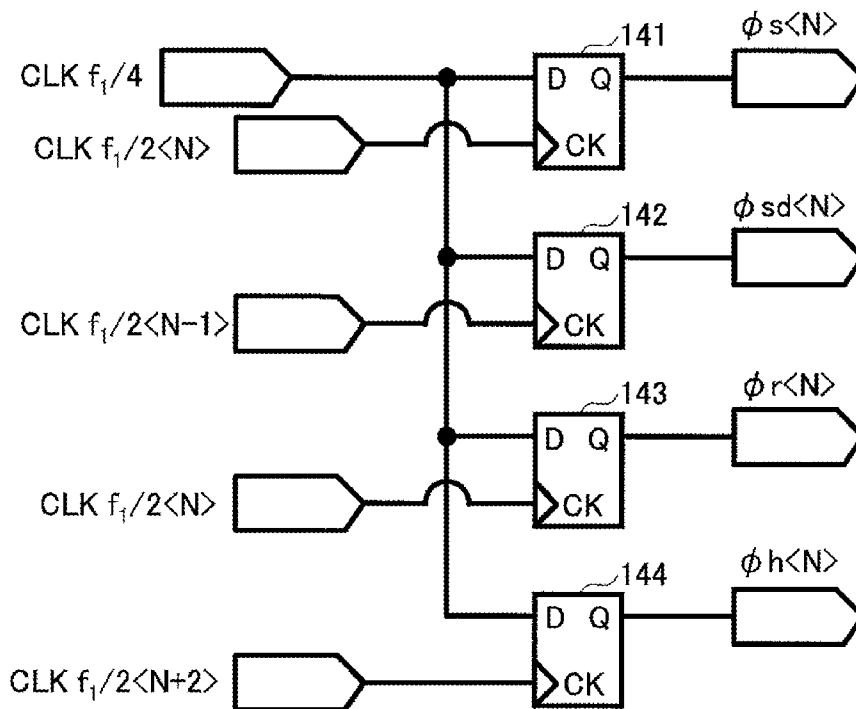 141
φs<N>
CLK f₁/4
D Q
CLK f₁/2<N>
CK
142
φsd<N>
D Q
CLK f₁/2<N-1>
CK
143
φr<N>
D Q
CLK f₁/2<N>
CK
144
φh<N>
D Q
CLK f₁/2<N+2>
CK